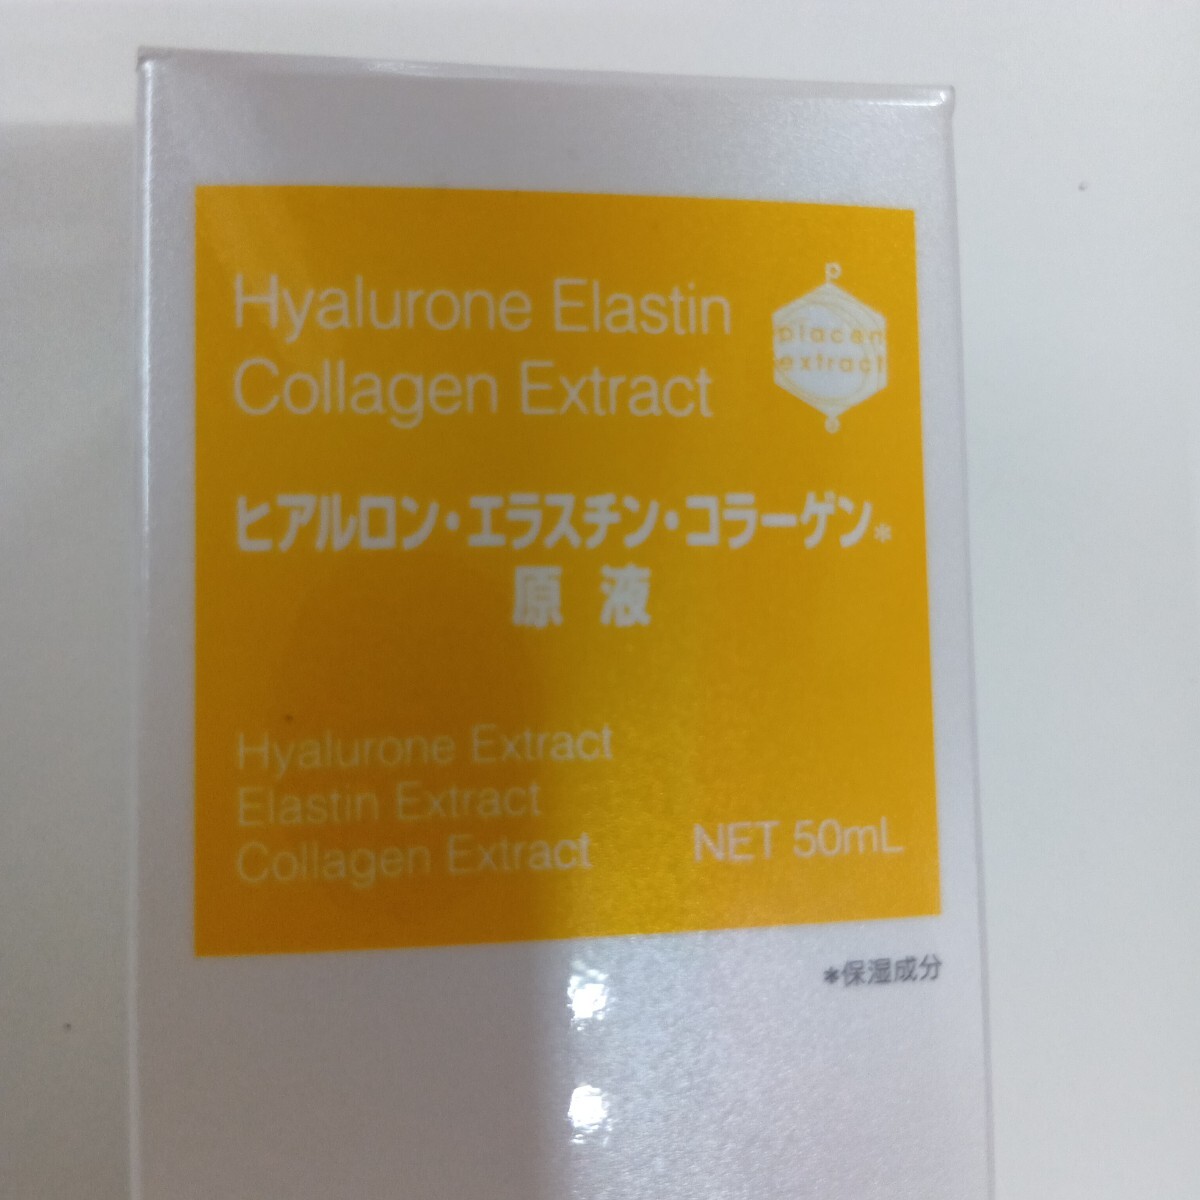 Hyalurone Elastin
Collagen Extract
placen
extract
ヒアルロン・エラスチン・コラーゲン*
原液
Hyalurone Extract
Elastin Extract
Collagen Extract
NET 50mL
*保湿成分